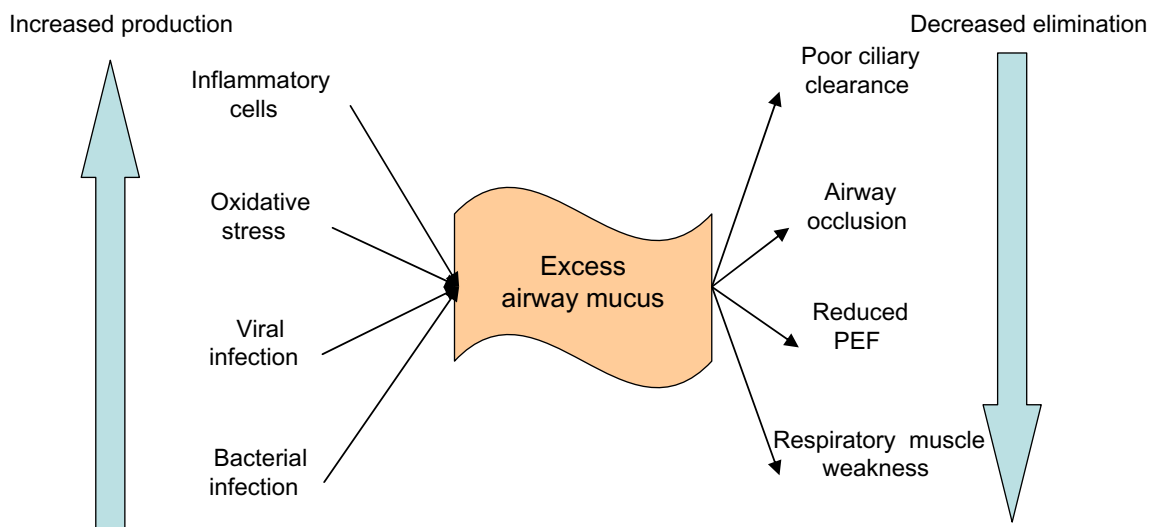 Increased production
Decreased elimination
Inflammatory
cells
Oxidative
stress
Viral
infection
Bacterial
infection
Excess
airway mucus
Poor ciliary
clearance
Airway
occlusion
Reduced
PEF
Respiratory muscle
weakness